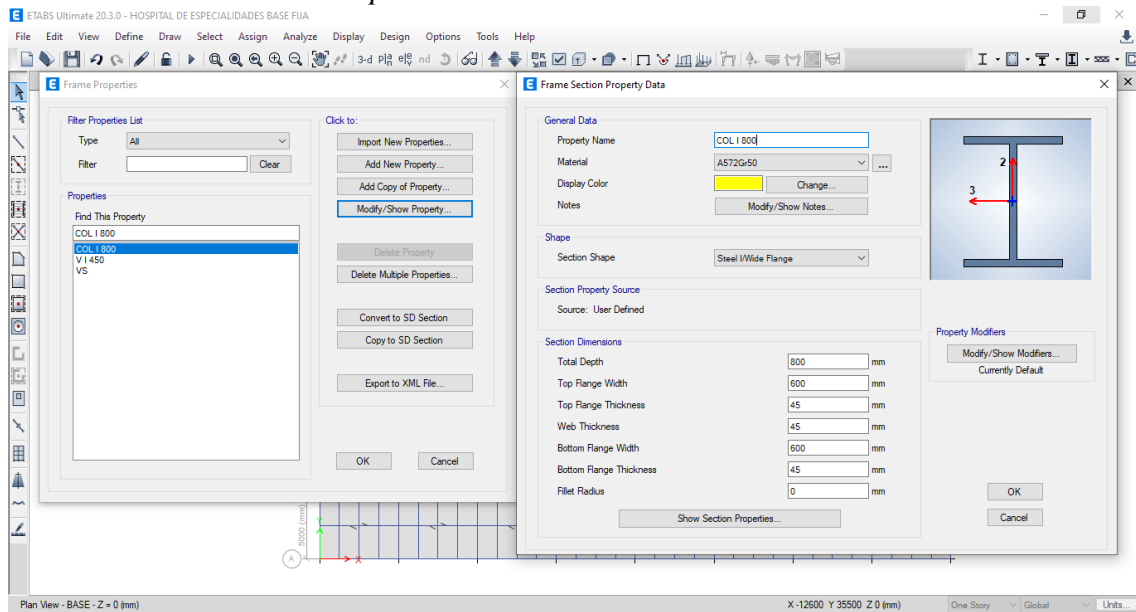 ETABS Ultimate 20.3.0 - HOSPITAL DE ESPECIALIDADES BASE FIJA
File Edit View Define Draw Select Assign Analyze Display Design Options Tools Help
3-d
nd
Frame Properties
Filter Properties List
Type All
Filter Clear
Properties
Find This Property
COL I 800
COL I 800
V I 450
VS
Click to:
Import New Properties...
Add New Property...
Add Copy of Property...
Modify/Show Property...
Delete Property
Delete Multiple Properties...
Convert to SD Section
Copy to SD Section
Export to XML File...
OK Cancel
Frame Section Property Data
General Data
Property Name COL I 800
Material A572Gr50 ...
Display Color Change...
Notes Modify/Show Notes...
Shape
Section Shape Steel I/Wide Flange
Section Property Source
Source: User Defined
Section Dimensions
Total Depth 800 mm
Top Flange Width 600 mm
Top Flange Thickness 45 mm
Web Thickness 45 mm
Bottom Flange Width 600 mm
Bottom Flange Thickness 45 mm
Fillet Radius 0 mm
Show Section Properties...
2
3
Property Modifiers
Modify/Show Modifiers...
Currently Default
OK
Cancel
5000 (mm)
A
Y
X
Plan View - BASE - Z = 0 (mm) X -12600 Y 35500 Z 0 (mm) One Story Global Units...